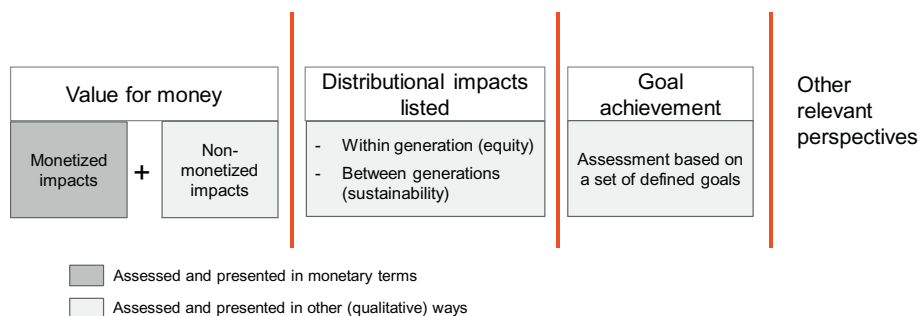 Value for money
Monetized
impacts
+
Non-
monetized
impacts
Distributional impacts
listed
- Within generation (equity)
- Between generations
(sustainability)
Goal
achievement
Assessment based on
a set of defined goals
Other
relevant
perspectives
Assessed and presented in monetary terms
Assessed and presented in other (qualitative) ways